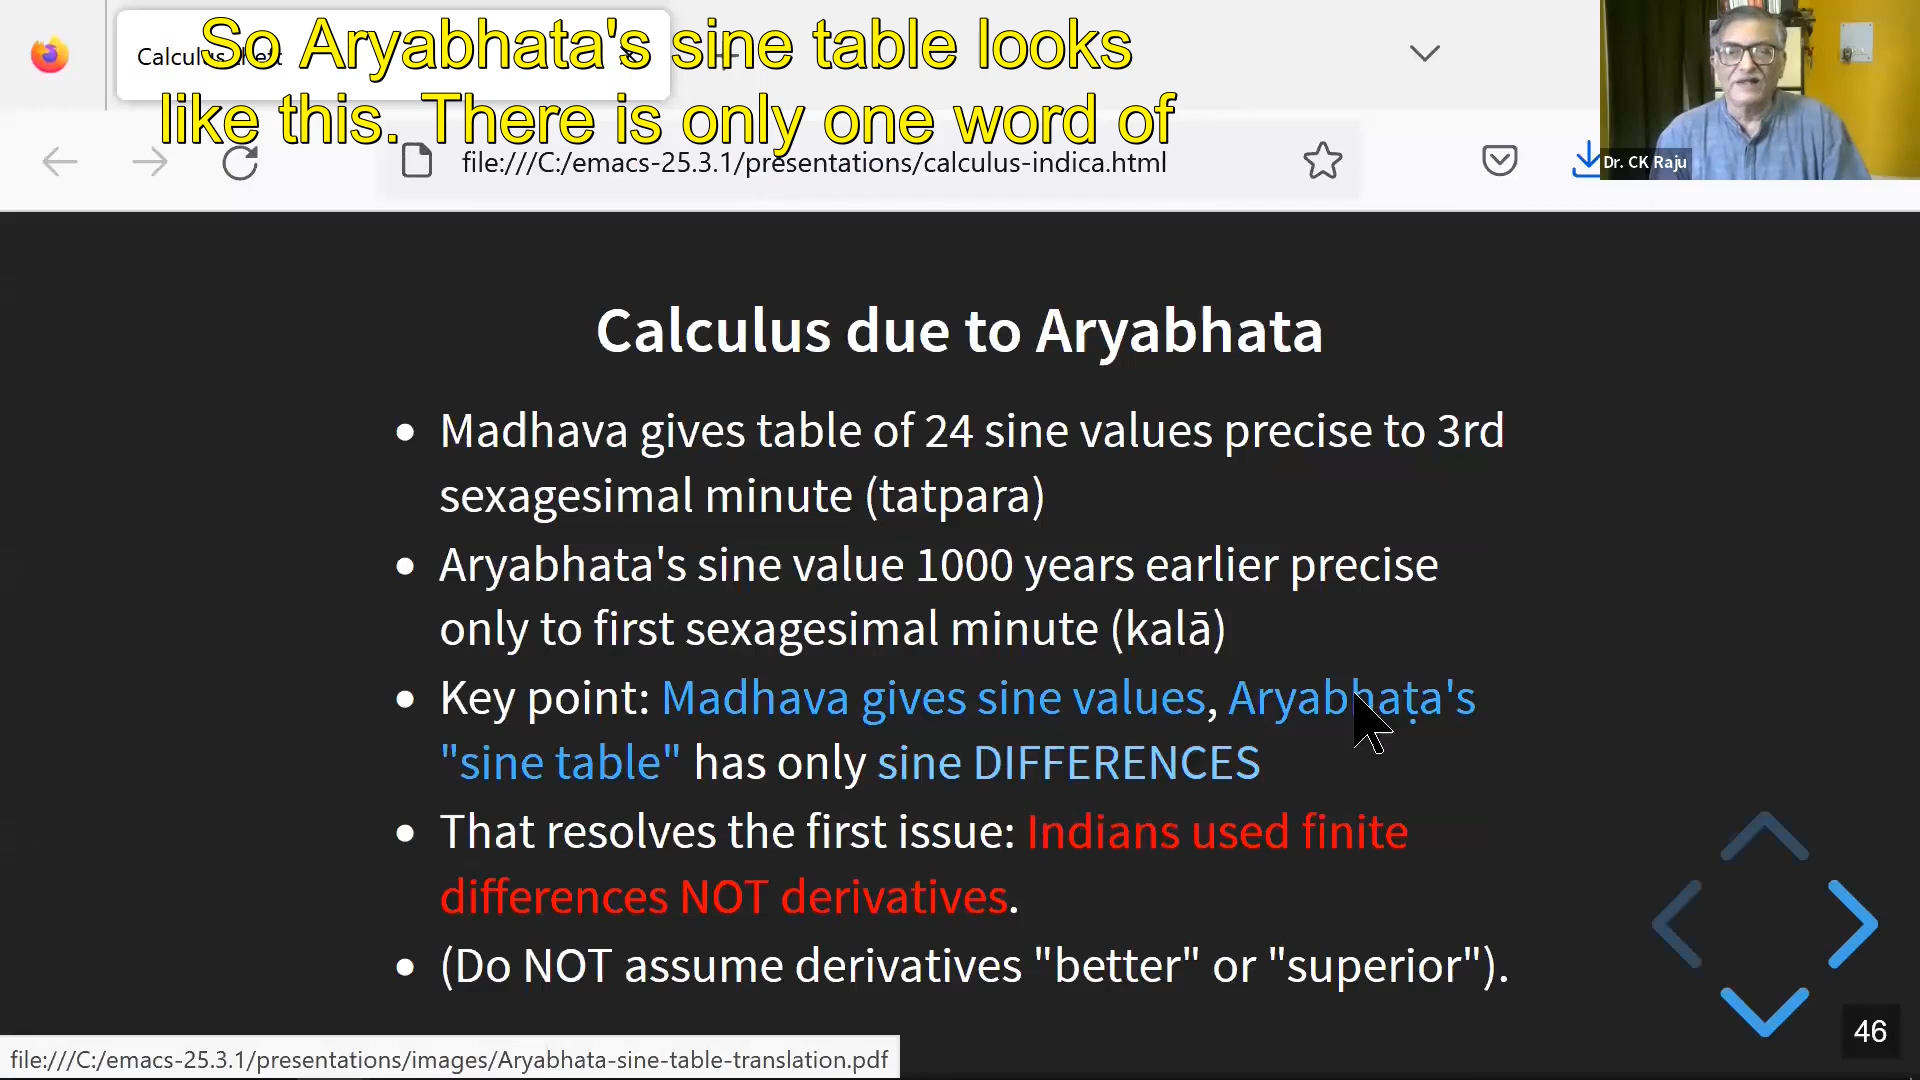 So Aryabhata's sine table looks
like this. There is only one word of
file:///C:/emacs-25.3.1/presentations/calculus-indica.html
Dr. CK Raju
Calculus due to Aryabhata
• Madhava gives table of 24 sine values precise to 3rd
sexagesimal minute (tatpara)
• Aryabhata's sine value 1000 years earlier precise
only to first sexagesimal minute (kalā)
• Key point: Madhava gives sine values, Aryabhaṭa's
"sine table" has only sine DIFFERENCES
• That resolves the first issue: Indians used finite
differences NOT derivatives.
• (Do NOT assume derivatives "better" or "superior").
46
file:///C:/emacs-25.3.1/presentations/images/Aryabhata-sine-table-translation.pdf